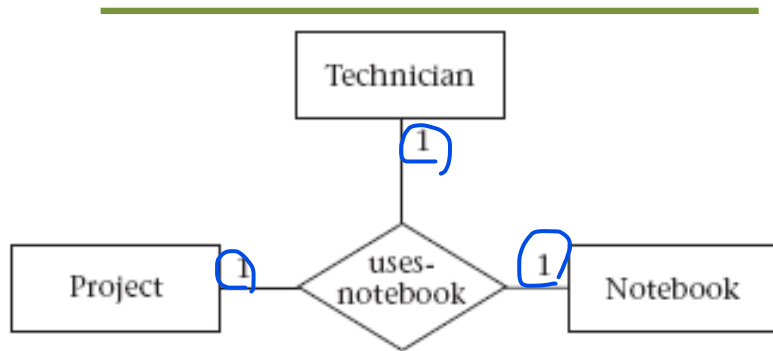 Technician
1
Project
1
uses-
notebook
1
Notebook